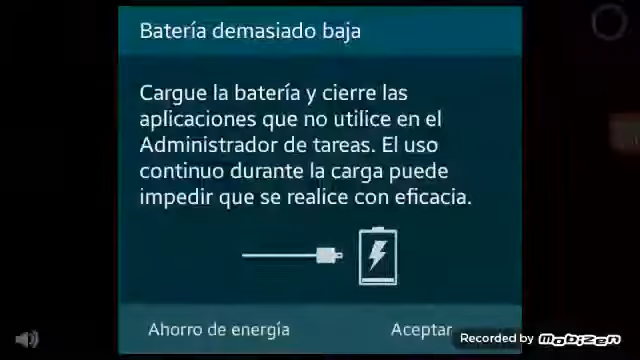 Batería demasiado baja
Cargue la batería y cierre las
aplicaciones que no utilice en el
Administrador de tareas. El uso
continuo durante la carga puede
impedir que se realice con eficacia.
Ahorro de energía
Aceptar
Recorded by Mobizen